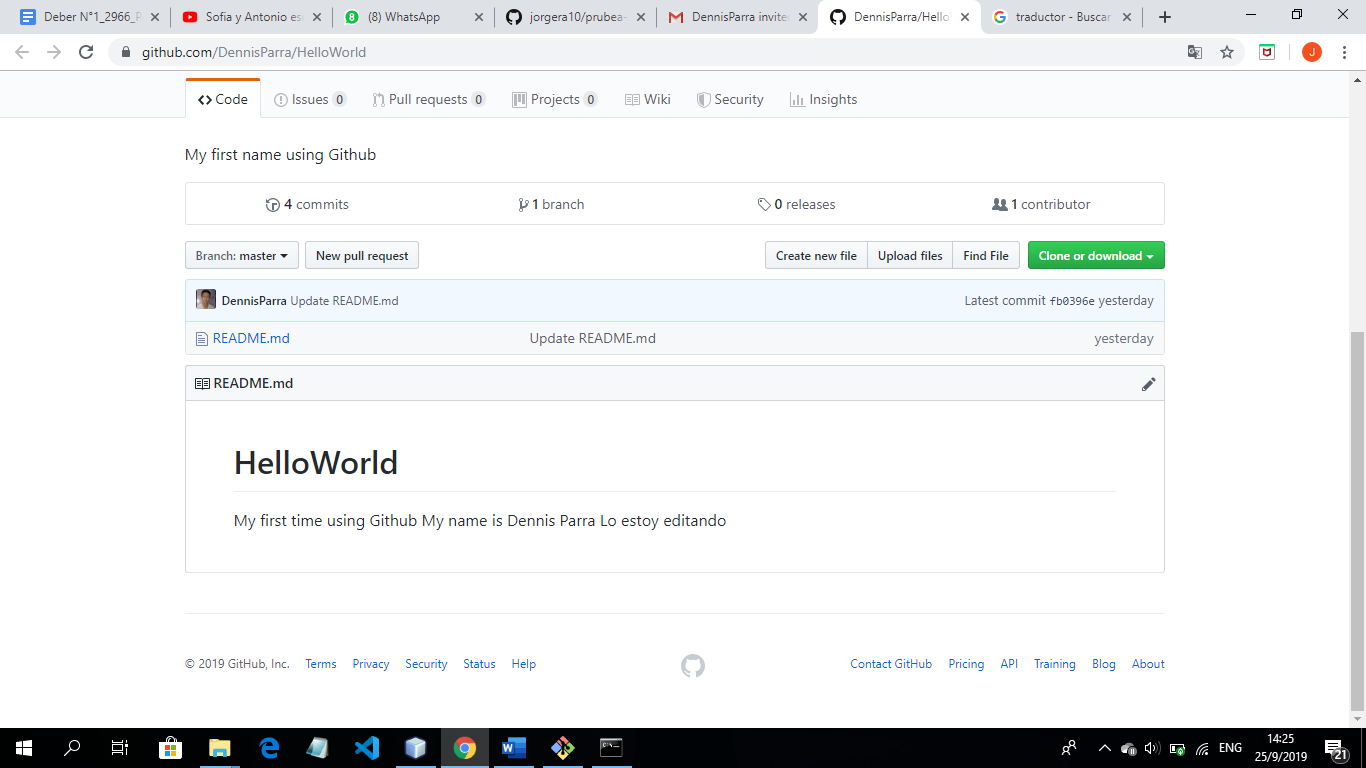 Deber N°1_2966_P
Sofia y Antonio es
(8) WhatsApp
jorgera10/prubea-
DennisParra invite
DennisParra/Hello
traductor - Buscar
github.com/DennisParra/HelloWorld
J
Code
Issues 0
Pull requests 0
Projects 0
Wiki
Security
Insights
My first name using Github
4 commits
1 branch
0 releases
1 contributor
Branch: master
New pull request
Create new file
Upload files
Find File
Clone or download
DennisParra Update README.md
Latest commit fb0396e yesterday
README.md
Update README.md
yesterday
README.md
HelloWorld
My first time using Github My name is Dennis Parra Lo estoy editando
© 2019 GitHub, Inc.
Terms
Privacy
Security
Status
Help
Contact GitHub
Pricing
API
Training
Blog
About
ENG
14:25
25/9/2019
21